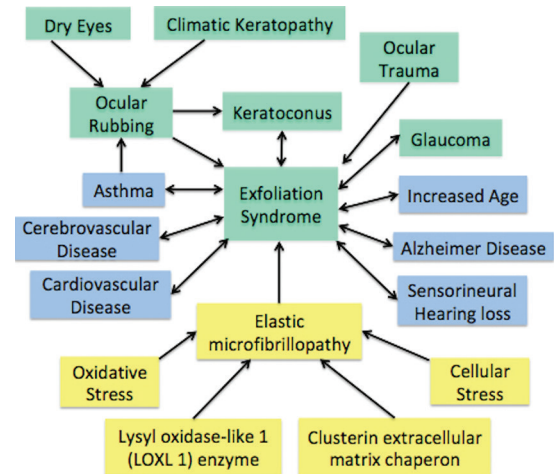 Dry Eyes
Climatic Keratopathy
Ocular
Trauma
Ocular
Rubbing
Keratoconus
Glaucoma
Asthma
Exfoliation
Syndrome
Increased Age
Cerebrovascular
Disease
Alzheimer Disease
Cardiovascular
Disease
Sensorineural
Hearing loss
Elastic
microfibrillopathy
Oxidative
Stress
Cellular
Stress
Lysyl oxidase-like 1
(LOXL 1) enzyme
Clusterin extracellular
matrix chaperon